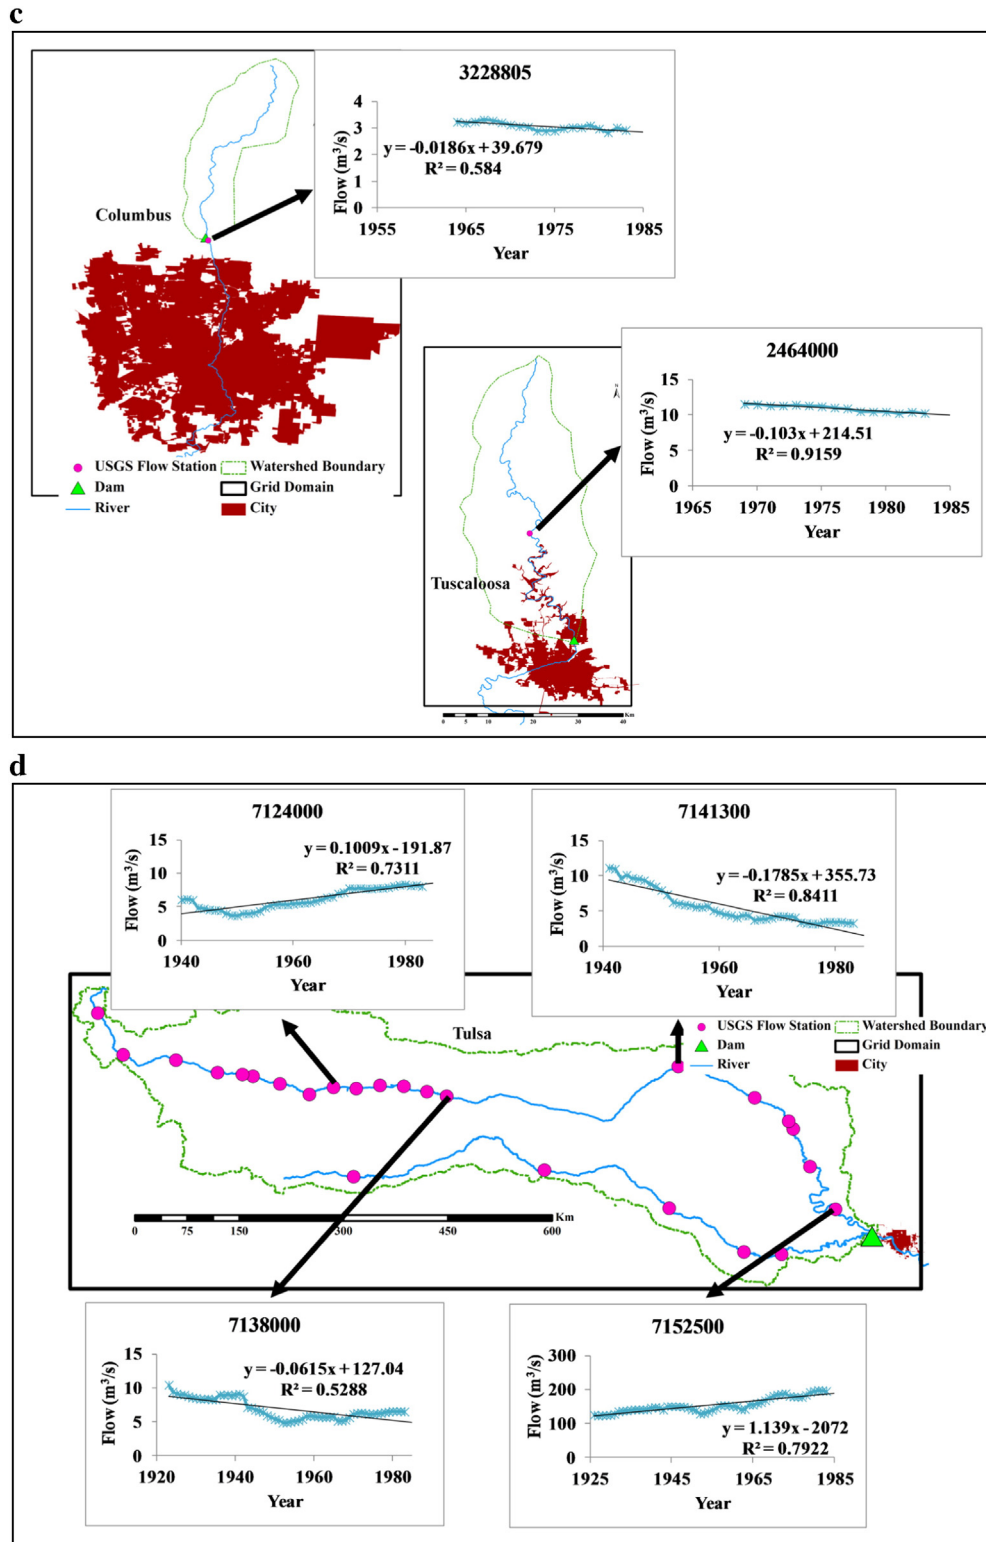 c
3228805
4
3
2
1
0
Flow (m³/s)
y = -0.0186x + 39.679
R² = 0.584
1955 1965 1975 1985
Year
Columbus
USGS Flow Station Watershed Boundary
Dam Grid Domain
River City
2464000
15
10
5
0
Flow (m³/s)
y = -0.103x + 214.51
R² = 0.9159
1965 1970 1975 1980 1985
Year
N
Tuscaloosa
0 5 10 20 30 40 Km
d
7124000
15
10
5
0
Flow (m³/s)
y = 0.1009x - 191.87
R² = 0.7311
1940 1960 1980
Year
7141300
15
10
5
0
Flow (m³/s)
y = -0.1785x + 355.73
R² = 0.8411
1940 1960 1980
Year
Tulsa
USGS Flow Station Watershed Boundary
Dam Grid Domain
River City
0 75 150 300 450 600 Km
7138000
15
10
5
0
Flow (m³/s)
y = -0.0615x + 127.04
R² = 0.5288
1920 1940 1960 1980
Year
7152500
300
200
100
0
Flow (m³/s)
y = 1.139x - 2072
R² = 0.7922
1925 1945 1965 1985
Year